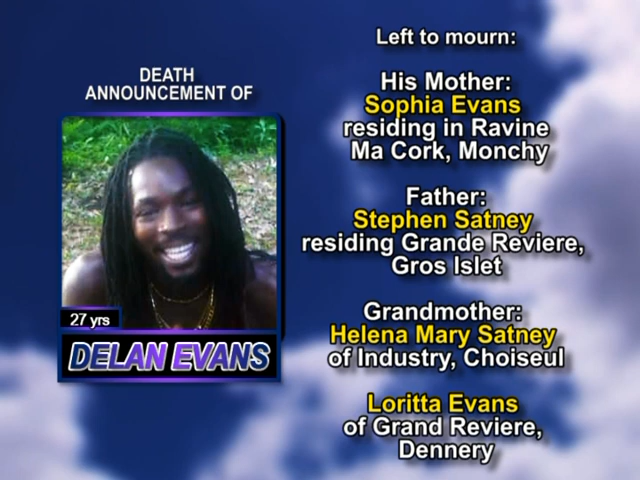 DEATH
ANNOUNCEMENT OF
27 yrs
DELAN EVANS
Left to mourn:
His Mother:
Sophia Evans
residing in Ravine
Ma Cork, Monchy
Father:
Stephen Satney
residing Grande Reviere,
Gros Islet
Grandmother:
Helena Mary Satney
of Industry, Choiseul
Loritta Evans
of Grand Reviere,
Dennery